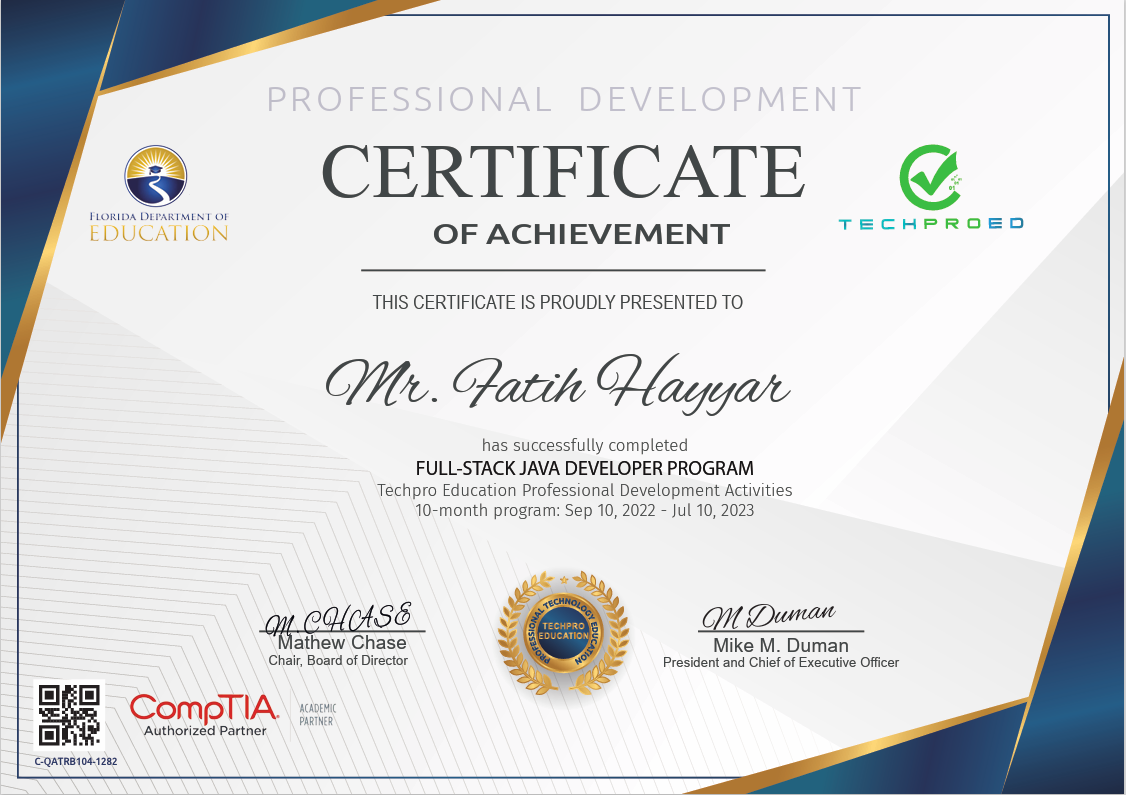 PROFESSIONAL DEVELOPMENT
CERTIFICATE
OF ACHIEVEMENT
FLORIDA DEPARTMENT OF
EDUCATION
TECHPROED
THIS CERTIFICATE IS PROUDLY PRESENTED TO
Mr. Fatih Hayyar
has successfully completed
FULL-STACK JAVA DEVELOPER PROGRAM
Techpro Education Professional Development Activities
10-month program: Sep 10, 2022 - Jul 10, 2023
M.CHASE
Mathew Chase
Chair, Board of Director
PROFESSIONAL TECHNOLOGY EDUCATION
TECHPRO
EDUCATION
M Duman
Mike M. Duman
President and Chief of Executive Officer
CompTIA.
Authorized Partner
ACADEMIC
PARTNER
C-QATRB104-1282